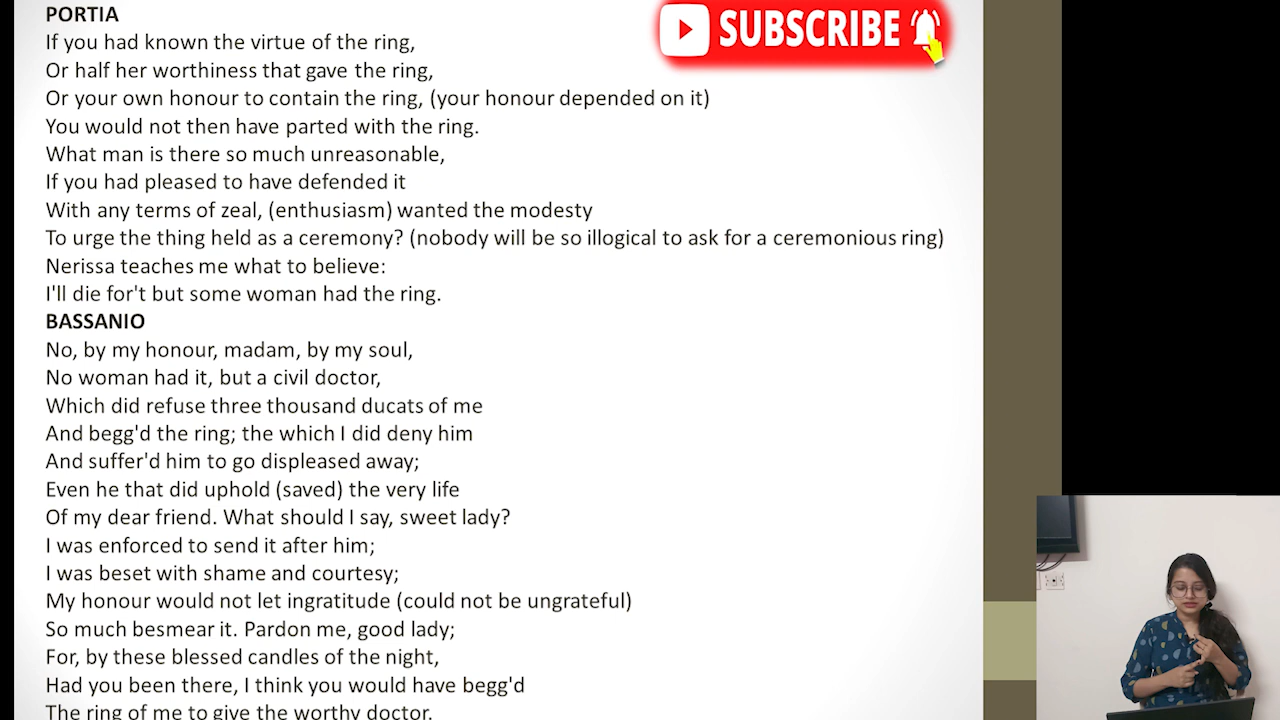 PORTIA
If you had known the virtue of the ring,
Or half her worthiness that gave the ring,
Or your own honour to contain the ring, (your honour depended on it)
You would not then have parted with the ring.
What man is there so much unreasonable,
If you had pleased to have defended it
With any terms of zeal, (enthusiasm) wanted the modesty
To urge the thing held as a ceremony? (nobody will be so illogical to ask for a ceremonious ring)
Nerissa teaches me what to believe:
I'll die for't but some woman had the ring.
BASSANIO
No, by my honour, madam, by my soul,
No woman had it, but a civil doctor,
Which did refuse three thousand ducats of me
And begg'd the ring; the which I did deny him
And suffer'd him to go displeased away;
Even he that did uphold (saved) the very life
Of my dear friend. What should I say, sweet lady?
I was enforced to send it after him;
I was beset with shame and courtesy;
My honour would not let ingratitude (could not be ungrateful)
So much besmear it. Pardon me, good lady;
For, by these blessed candles of the night,
Had you been there, I think you would have begg'd
The ring of me to give the worthy doctor.
SUBSCRIBE